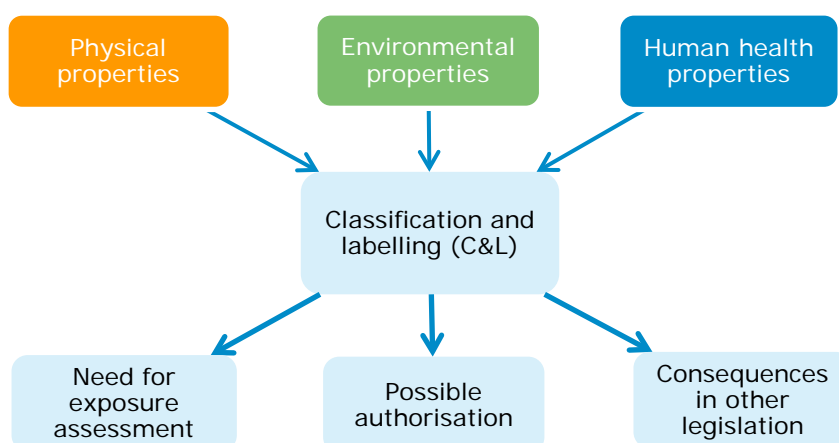 Physical
properties
Environmental
properties
Human health
properties
Classification and
labelling (C&L)
Need for
exposure
assessment
Possible
authorisation
Consequences
in other
legislation